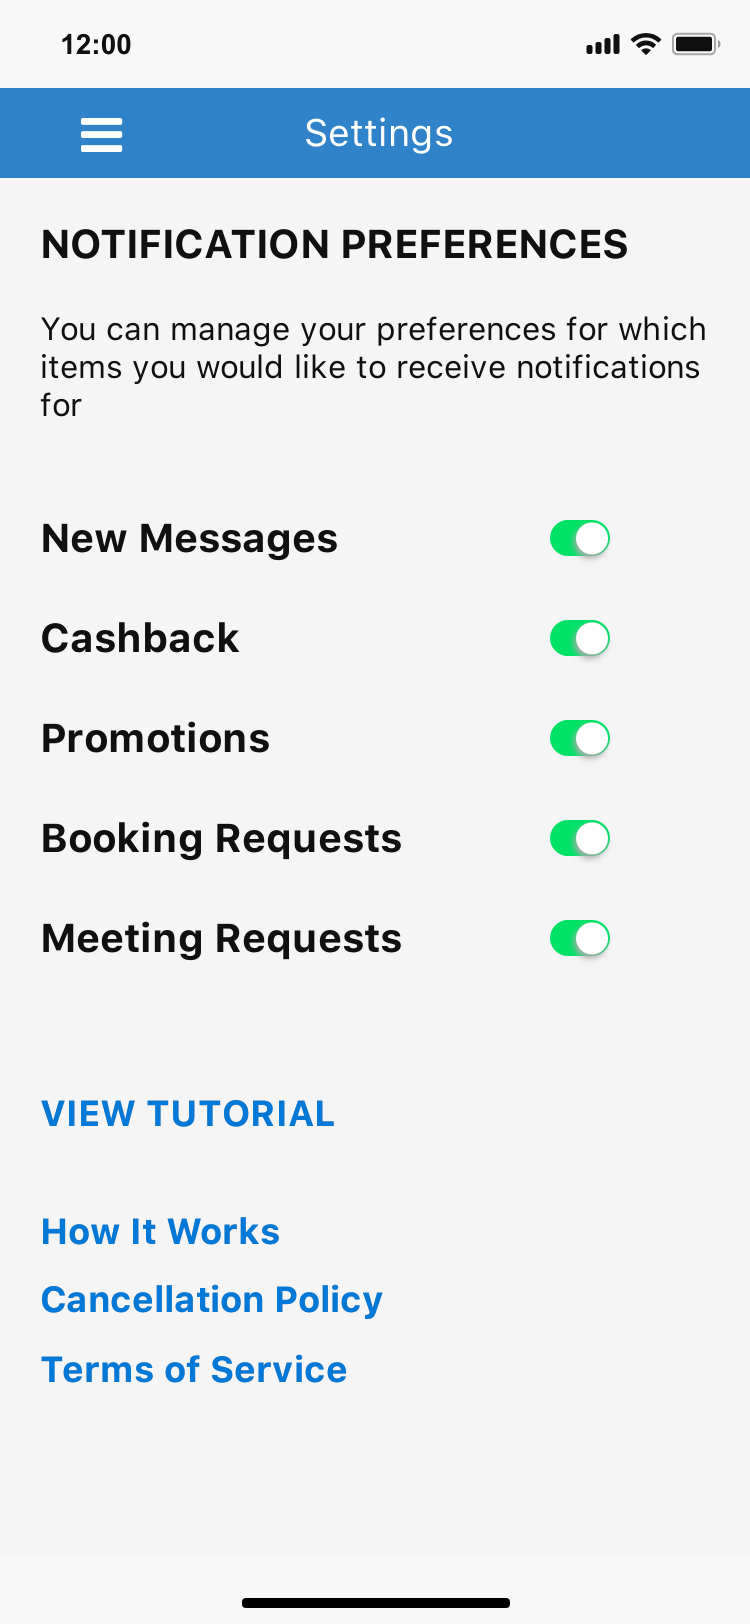 12:00
Settings
NOTIFICATION PREFERENCES
You can manage your preferences for which
items you would like to receive notifications
for
New Messages
Cashback
Promotions
Booking Requests
Meeting Requests
VIEW TUTORIAL
How It Works
Cancellation Policy
Terms of Service